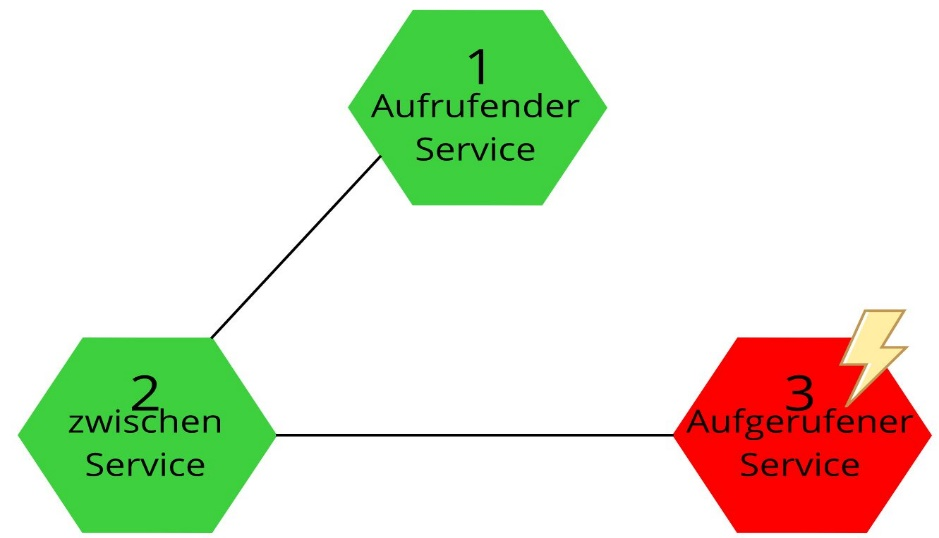 1
Aufrufender
Service
2
zwischen
Service
3
Aufgerufener
Service